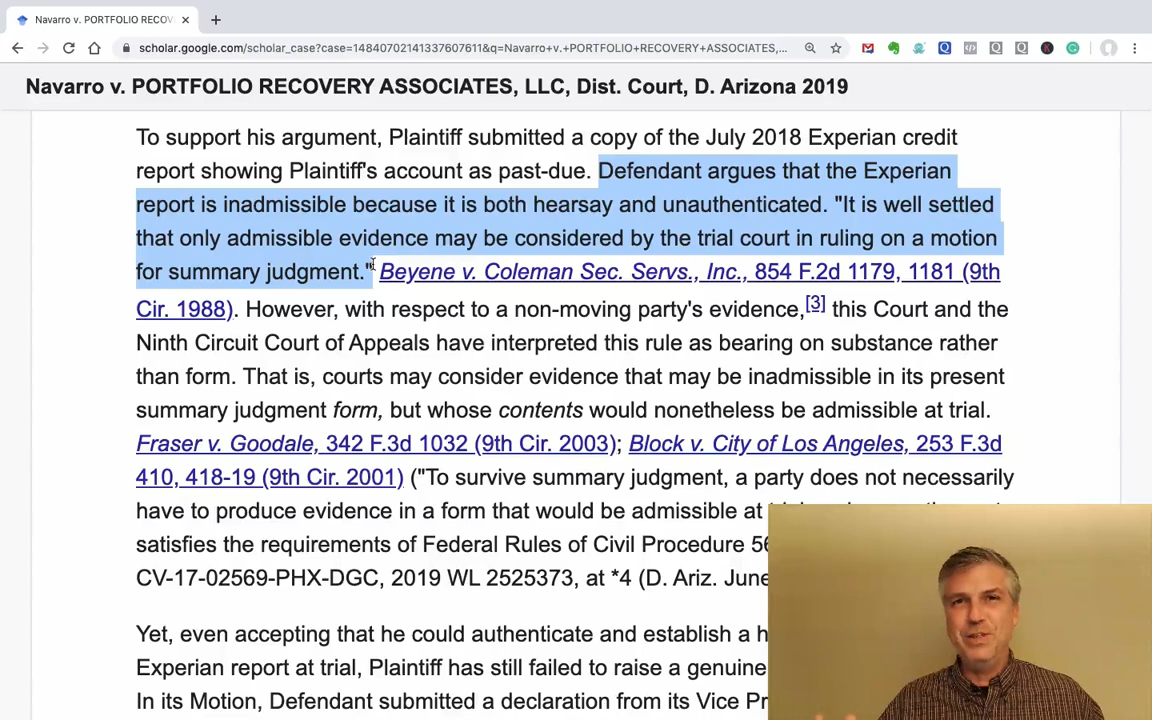 Navarro v. PORTFOLIO RECOV
scholar.google.com/scholar_case?case=14840702141337607611&q=Navarro+v.+PORTFOLIO+RECOVERY+ASSOCIATES,...
Navarro v. PORTFOLIO RECOVERY ASSOCIATES, LLC, Dist. Court, D. Arizona 2019
To support his argument, Plaintiff submitted a copy of the July 2018 Experian credit
report showing Plaintiff's account as past-due. Defendant argues that the Experian
report is inadmissible because it is both hearsay and unauthenticated. "It is well settled
that only admissible evidence may be considered by the trial court in ruling on a motion
for summary judgment." Beyene v. Coleman Sec. Servs., Inc., 854 F.2d 1179, 1181 (9th
Cir. 1988). However, with respect to a non-moving party's evidence,[3] this Court and the
Ninth Circuit Court of Appeals have interpreted this rule as bearing on substance rather
than form. That is, courts may consider evidence that may be inadmissible in its present
summary judgment form, but whose contents would nonetheless be admissible at trial.
Fraser v. Goodale, 342 F.3d 1032 (9th Cir. 2003); Block v. City of Los Angeles, 253 F.3d
410, 418-19 (9th Cir. 2001) ("To survive summary judgment, a party does not necessarily
have to produce evidence in a form that would be admissible at
satisfies the requirements of Federal Rules of Civil Procedure 56
CV-17-02569-PHX-DGC, 2019 WL 2525373, at *4 (D. Ariz. June
Yet, even accepting that he could authenticate and establish a h
Experian report at trial, Plaintiff has still failed to raise a genuine
In its Motion, Defendant submitted a declaration from its Vice Pr